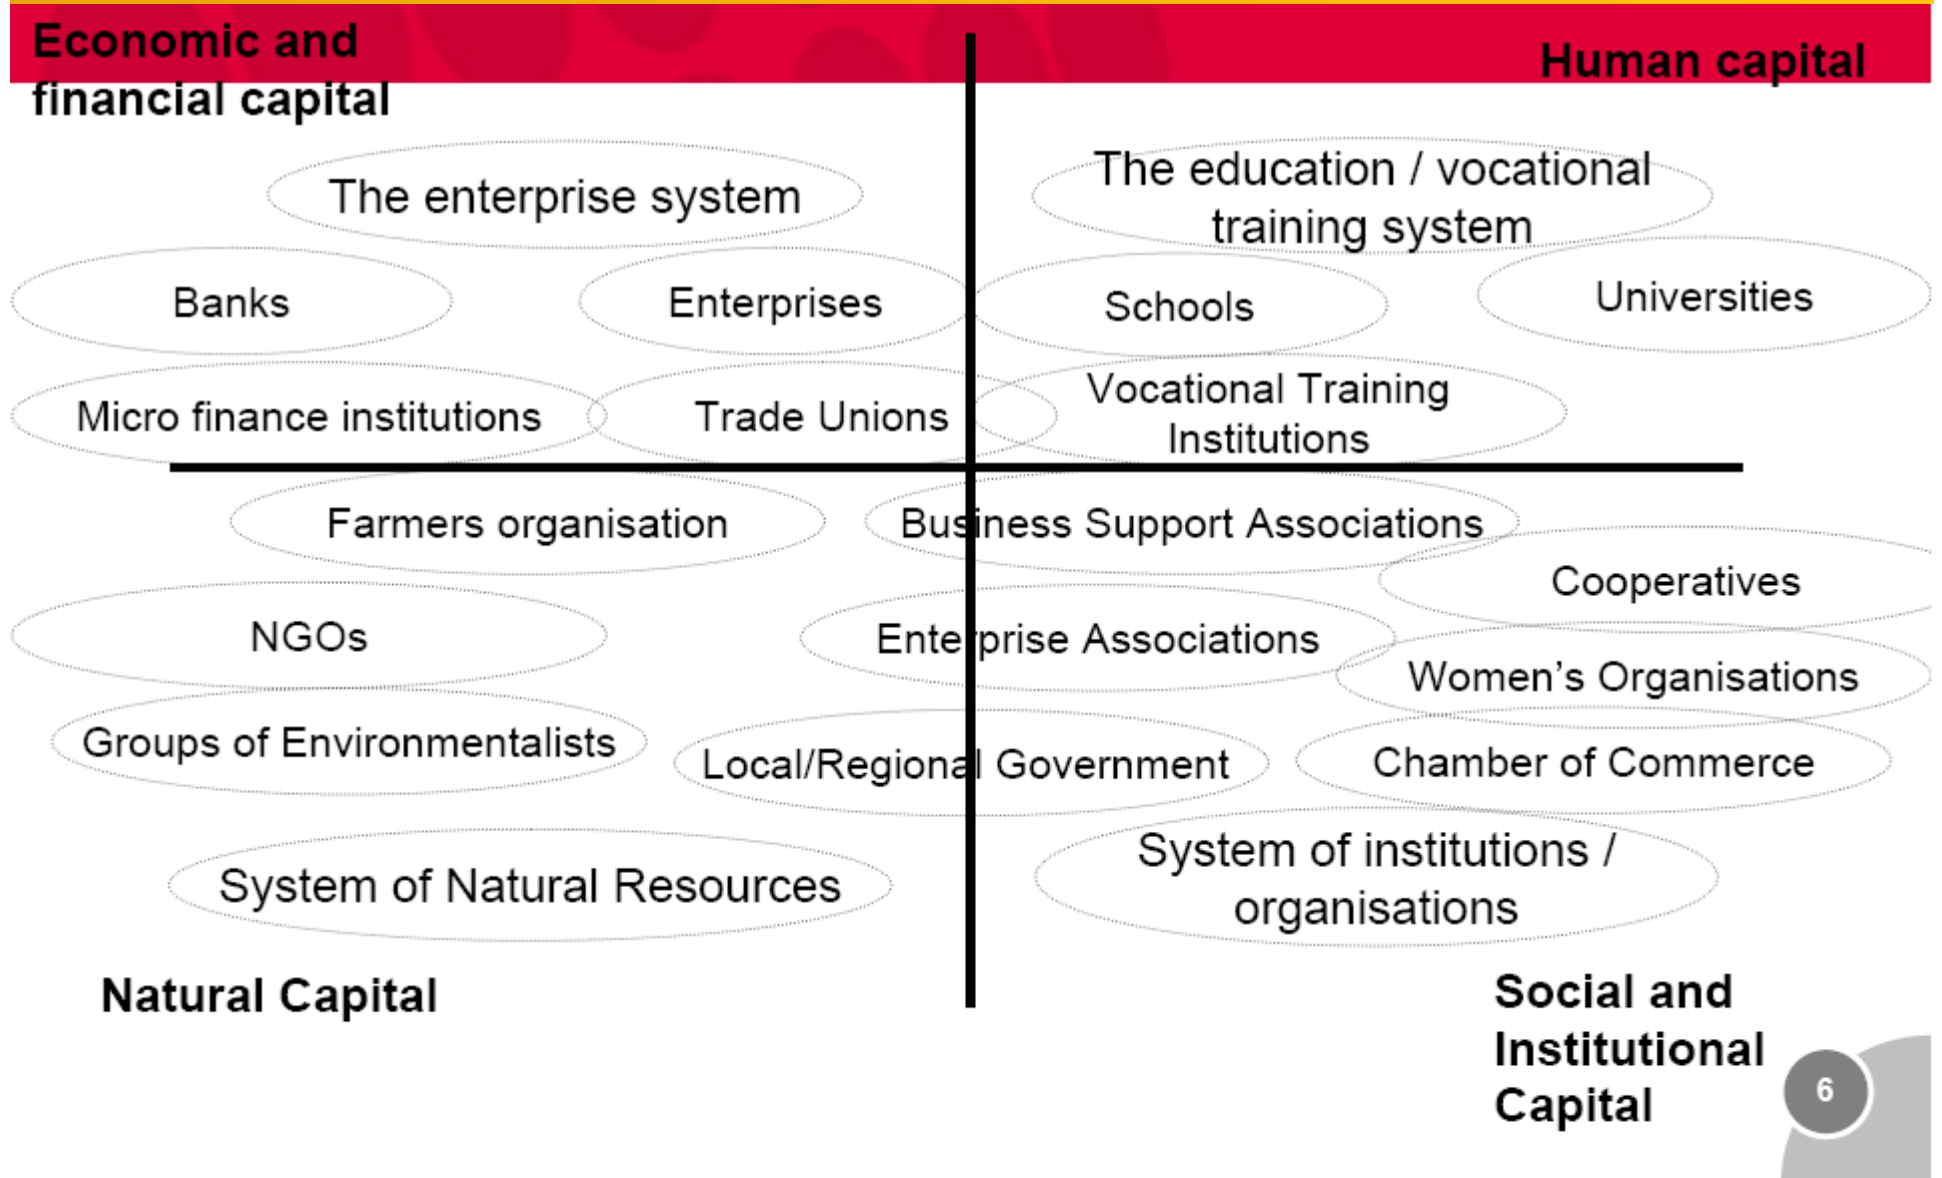 Economic and
financial capital
Human capital
The enterprise system
The education / vocational
training system
Banks
Enterprises
Schools
Universities
Micro finance institutions
Trade Unions
Vocational Training
Institutions
Farmers organisation
Business Support Associations
Cooperatives
NGOs
Enterprise Associations
Women’s Organisations
Groups of Environmentalists
Local/Regional Government
Chamber of Commerce
System of Natural Resources
System of institutions /
organisations
Natural Capital
Social and
Institutional
Capital
6